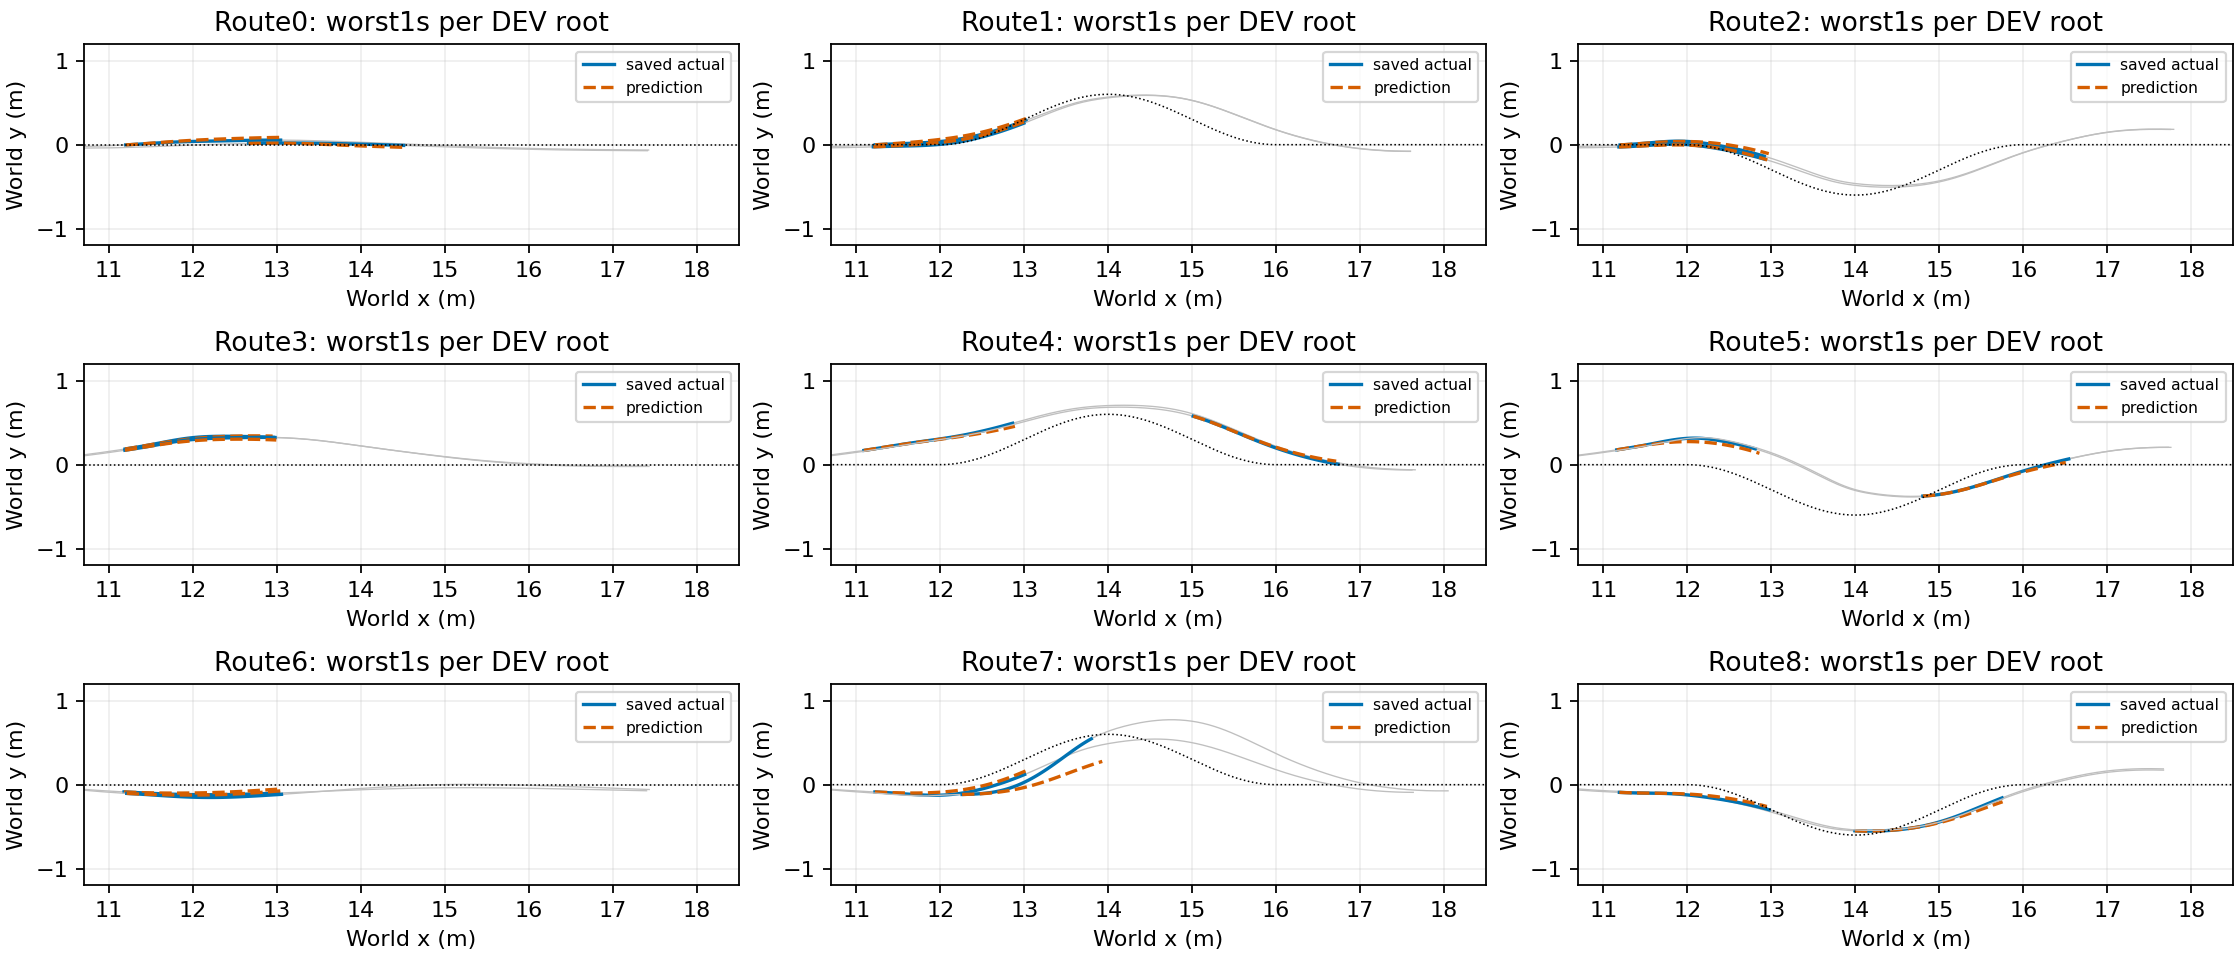 Route0: worst1s per DEV root
Route1: worst1s per DEV root
Route2: worst1s per DEV root
World y (m)
1
0
−1
saved actual
prediction
11 12 13 14 15 16 17 18
World x (m)
World y (m)
1
0
−1
saved actual
prediction
11 12 13 14 15 16 17 18
World x (m)
World y (m)
1
0
−1
saved actual
prediction
11 12 13 14 15 16 17 18
World x (m)
Route3: worst1s per DEV root
Route4: worst1s per DEV root
Route5: worst1s per DEV root
World y (m)
1
0
−1
saved actual
prediction
11 12 13 14 15 16 17 18
World x (m)
World y (m)
1
0
−1
saved actual
prediction
11 12 13 14 15 16 17 18
World x (m)
World y (m)
1
0
−1
saved actual
prediction
11 12 13 14 15 16 17 18
World x (m)
Route6: worst1s per DEV root
Route7: worst1s per DEV root
Route8: worst1s per DEV root
World y (m)
1
0
−1
saved actual
prediction
11 12 13 14 15 16 17 18
World x (m)
World y (m)
1
0
−1
saved actual
prediction
11 12 13 14 15 16 17 18
World x (m)
World y (m)
1
0
−1
saved actual
prediction
11 12 13 14 15 16 17 18
World x (m)